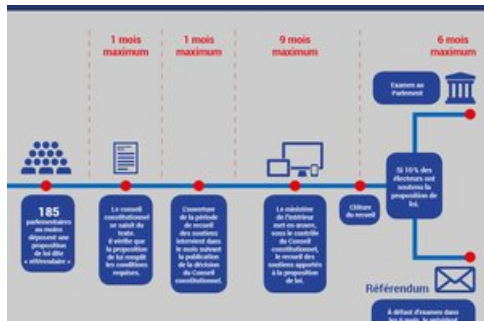 1 mois
maximum
1 mois
maximum
9 mois
maximum
6 mois
maximum
Examen au
Parlement
185
parlementaires
au moins
déposent une
proposition
de loi dite
« référendaire »
Le conseil
constitutionnel
se saisit du
texte.
Il vérifie que
la proposition
de loi remplit
les conditions
requises.
L'ouverture
de la période
de recueil
des soutiens
intervient dans
le mois suivant
la publication
de la décision
du Conseil
constitutionnel.
Le ministère
de l'Intérieur
met en œuvre,
sous le contrôle
du Conseil
constitutionnel,
le recueil des
soutiens apportés
à la proposition
de loi.
Clôture
du recueil
Si 10% des
électeurs ont
soutenu la
proposition de
loi.
Référendum
À défaut d'examen dans
les 6 mois, le président